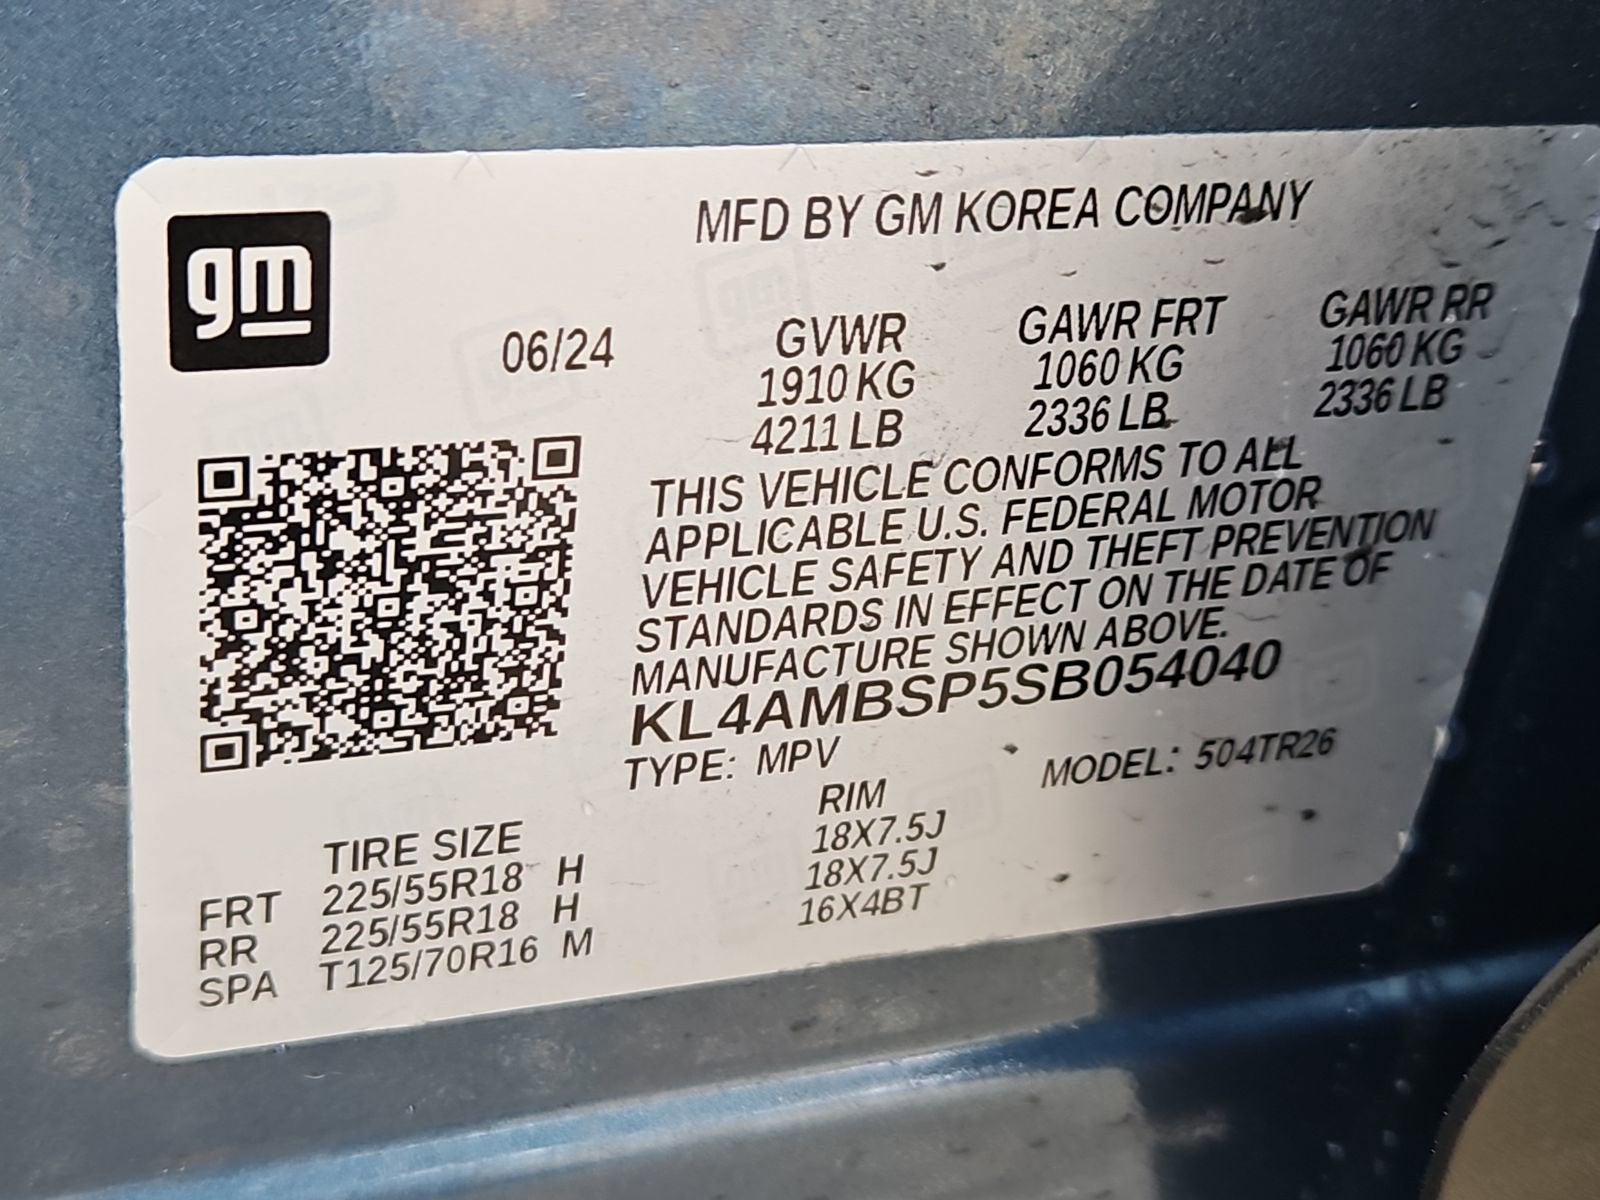 gm
MFD BY GM KOREA COMPANY
06/24
GVWR GAWR FRT GAWR RR
1910 KG 1060 KG 1060 KG
4211 LB 2336 LB 2336 LB
THIS VEHICLE CONFORMS TO ALL
APPLICABLE U.S. FEDERAL MOTOR
VEHICLE SAFETY AND THEFT PREVENTION
STANDARDS IN EFFECT ON THE DATE OF
MANUFACTURE SHOWN ABOVE.
KL4AMBSP5SB054040
TYPE: MPV MODEL: 504TR26
TIRE SIZE RIM
FRT 225/55R18 H 18X7.5J
RR 225/55R18 H 18X7.5J
SPA T125/70R16 M 16X4BT